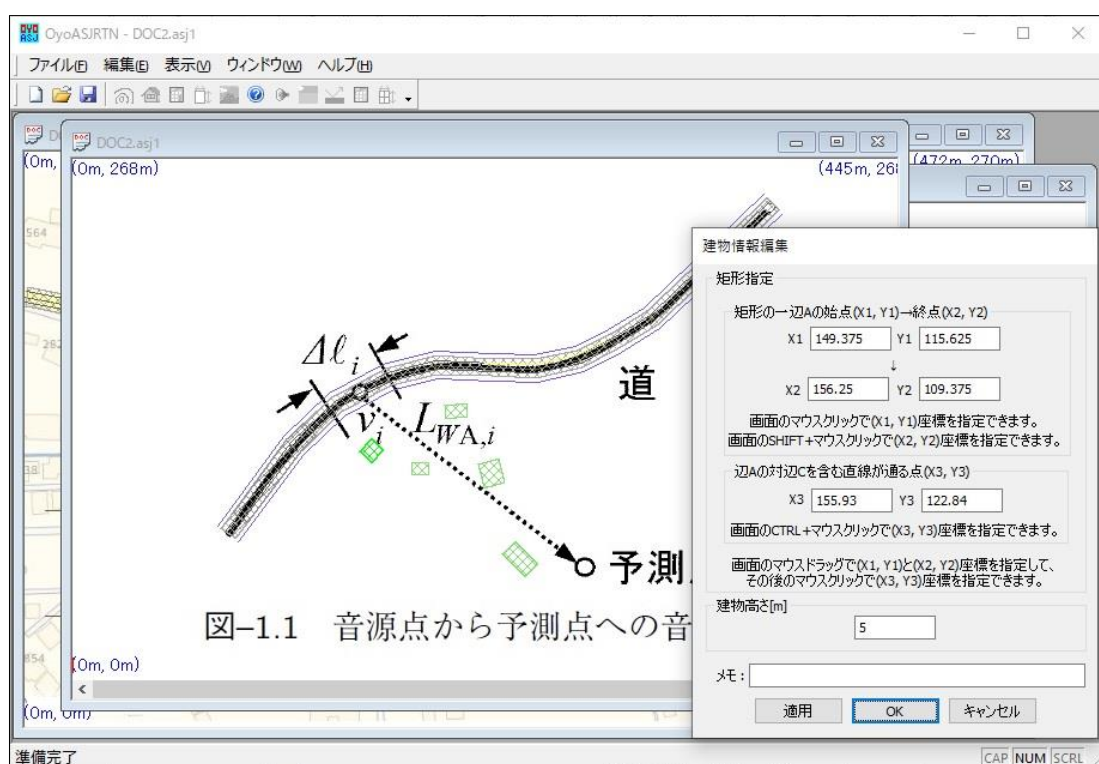 OyoASJRTN - DOC2.asj1
ファイル(F) 編集(E) 表示(V) ウィンドウ(W) ヘルプ(H)
DOC2.asj1
(0m,
(0m, 268m)
(445m, 26
(472m, 270m)
564
282
854
Δℓi
vi
LWA,i
道
予測
図-1.1 音源点から予測点への音
(0m, 0m)
(0m, 0m)
建物情報編集
矩形指定
矩形の一辺Aの始点(X1, Y1)→終点(X2, Y2)
X1 149.375 Y1 115.625
↓
X2 156.25 Y2 109.375
画面のマウスクリックで(X1, Y1)座標を指定できます。
画面のSHIFT+マウスクリックで(X2, Y2)座標を指定できます。
辺Aの対辺Cを含む直線が通る点(X3, Y3)
X3 155.93 Y3 122.84
画面のCTRL+マウスクリックで(X3, Y3)座標を指定できます。
画面のマウスドラッグで(X1, Y1)と(X2, Y2)座標を指定して、
その後のマウスクリックで(X3, Y3)座標を指定できます。
建物高さ[m]
5
メモ:
適用 OK キャンセル
準備完了
CAP NUM SCRL